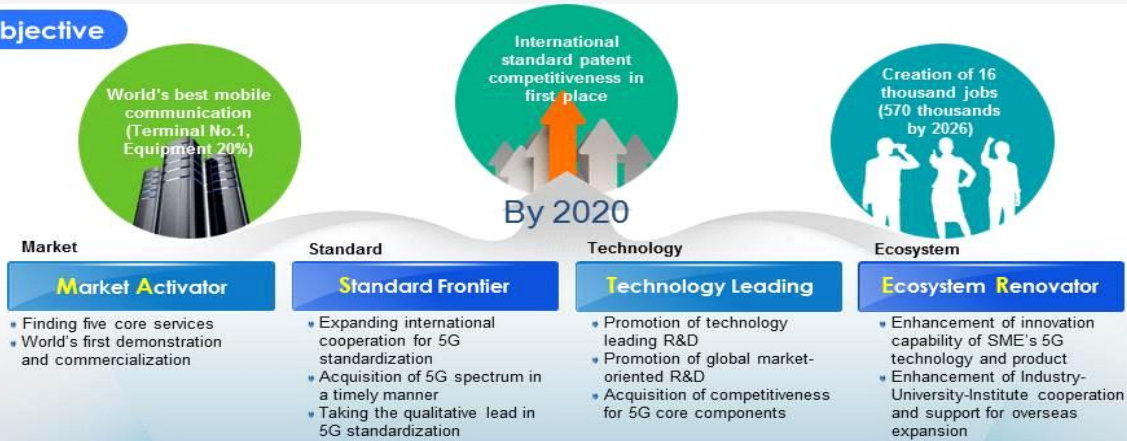 bjective
World's best mobile
communication
(Terminal No.1,
Equipment 20%)
International
standard patent
competitiveness in
first place
Creation of 16
thousand jobs
(570 thousands
by 2026)
By 2020
Market
Market Activator
Finding five core services
World's first demonstration
and commercialization
Standard
Standard Frontier
Expanding international
cooperation for 5G
standardization
Acquisition of 5G spectrum in
a timely manner
Taking the qualitative lead in
5G standardization
Technology
Technology Leading
Promotion of technology
leading R&D
Promotion of global market-
oriented R&D
Acquisition of competitiveness
for 5G core components
Ecosystem
Ecosystem Renovator
Enhancement of innovation
capability of SME's 5G
technology and product
Enhancement of Industry-
University-Institute cooperation
and support for overseas
expansion